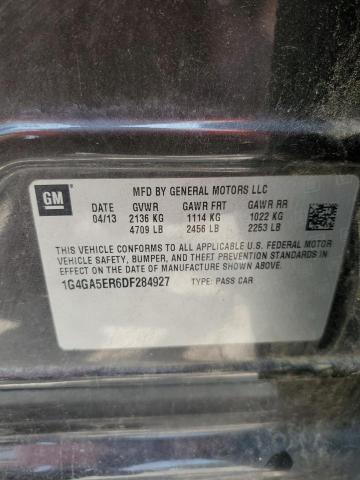 GM
MFD BY GENERAL MOTORS LLC
DATE GVWR GAWR FRT GAWR RR
04/13 2136 KG 1114 KG 1022 KG
4709 LB 2456 LB 2253 LB
THIS VEHICLE CONFORMS TO ALL APPLICABLE U.S. FEDERAL MOTOR
VEHICLE SAFETY, BUMPER, AND THEFT PREVENTION STANDARDS IN
EFFECT ON THE DATE OF MANUFACTURE SHOWN ABOVE.
1G4GA5ER6DF284927 TYPE: PASS CAR